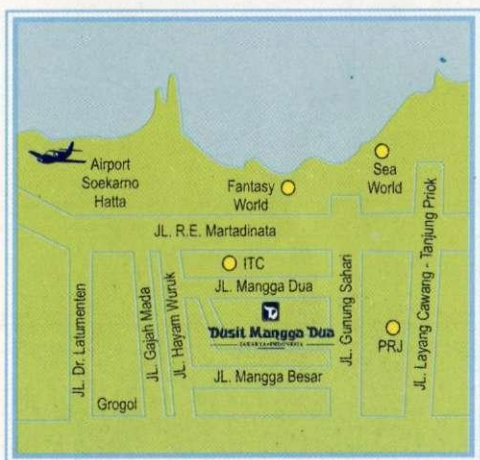 Airport
Soekarno
Hatta
Fantasy
World
Sea
World
JL. R.E. Martadinata
ITC
JL. Mangga Dua
Dusit Mangga Dua
JL. Mangga Besar
Grogol
PRJ
JL. Dr. Latumenten
JL. Gajah Mada
JL. Hayam Wuruk
JL. Gunung Sahari
JL. Layang Cawang - Tanjung Priok